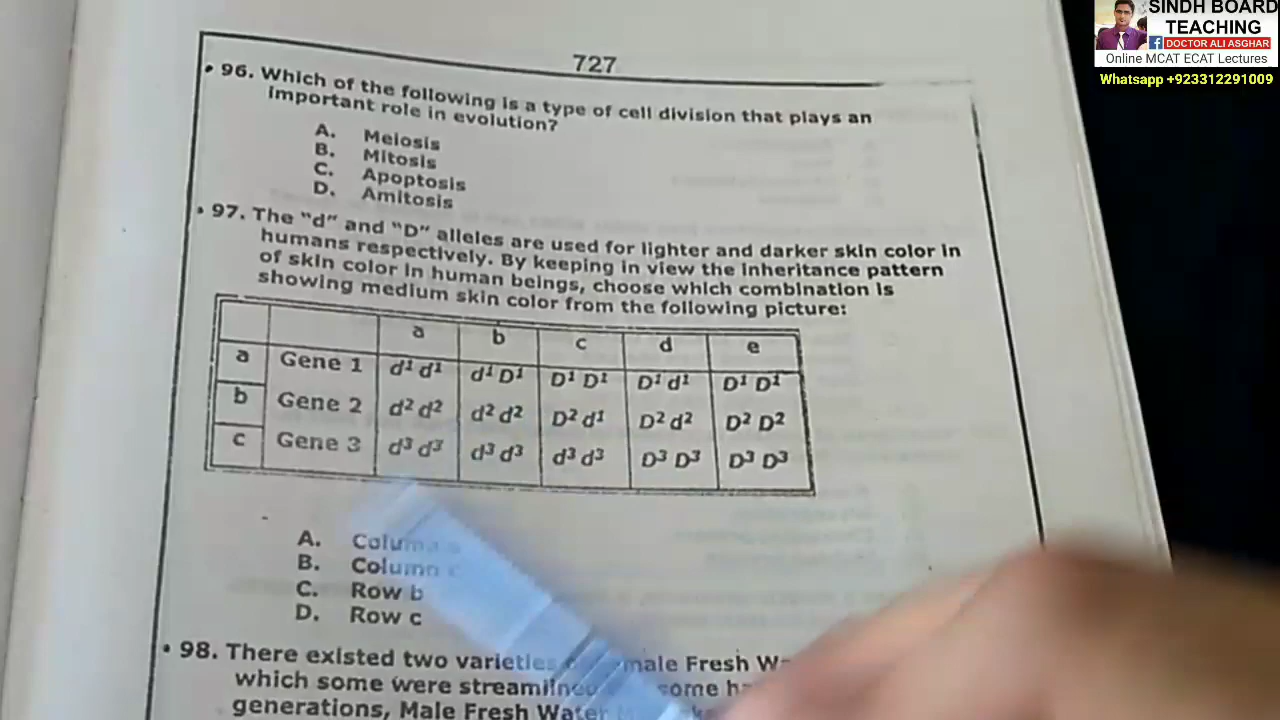 SINDH BOARD
TEACHING
f DOCTOR ALI ASGHAR
Online MCAT ECAT Lectures
Whatsapp +923312291009
727
• 96. Which of the following is a type of cell division that plays an
important role in evolution?
A. Meiosis
B. Mitosis
C. Apoptosis
D. Amitosis
• 97. The "d" and "D" alleles are used for lighter and darker skin color in
humans respectively. By keeping in view the inheritance pattern
of skin color in human beings, choose which combination is
showing medium skin color from the following picture:
a b c d e
a Gene 1 d¹ d¹ d¹ D¹ D¹ D¹ D¹ d¹ D¹ D¹
b Gene 2 d² d² d² d² D² d¹ D² d² D² D²
c Gene 3 d³ d³ d³ d³ d³ d³ D³ D³ D³ D³
A. Column
B. Column c
C. Row b
D. Row c
• 98. There existed two varieties male Fresh
which some were streamlined some
generations, Male Fresh Water